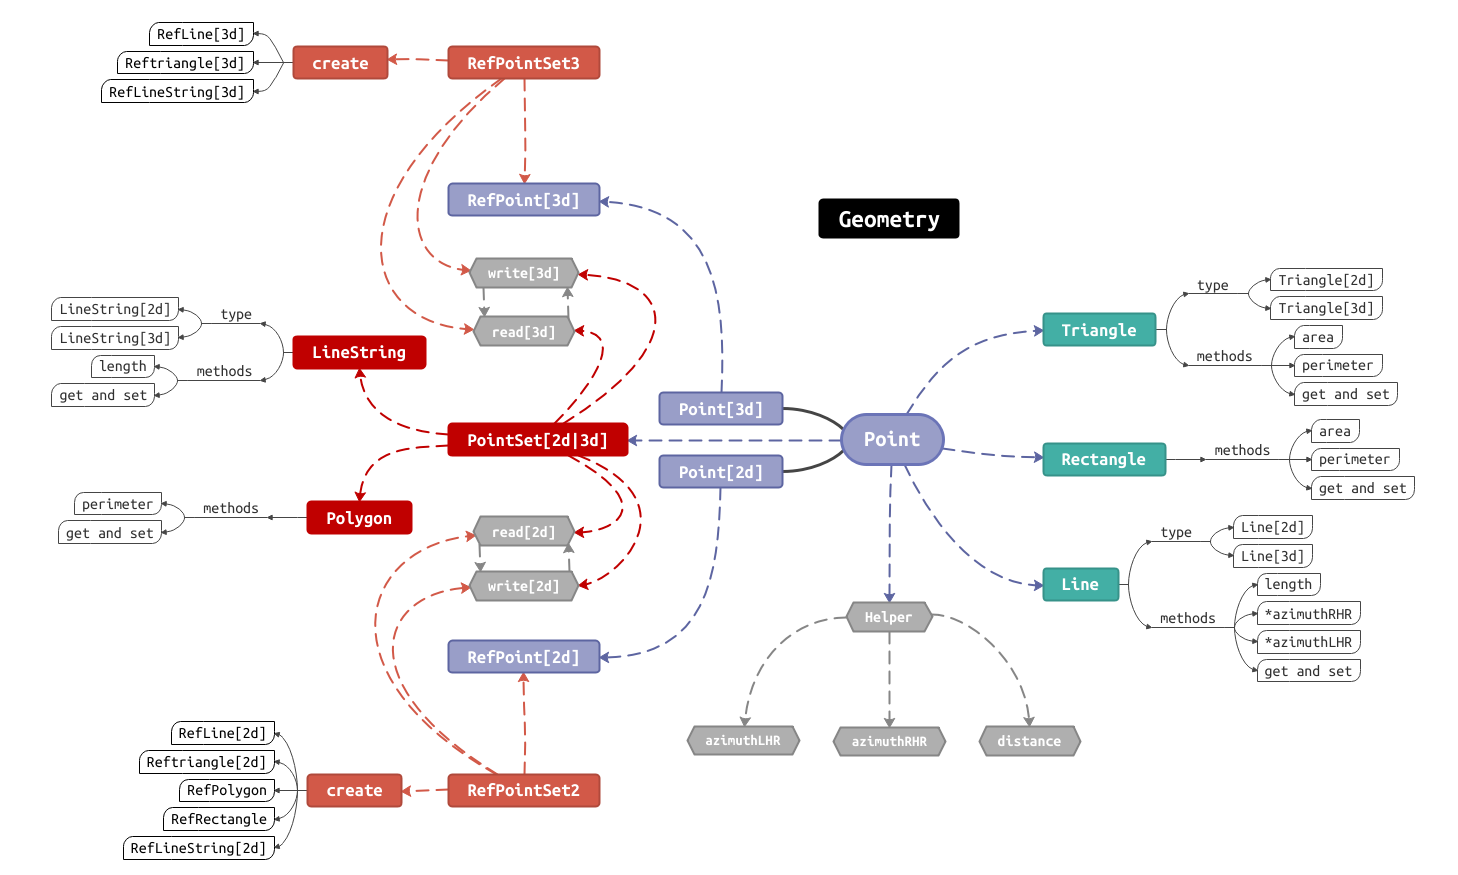 RefLine[3d]
Reftriangle[3d]
RefLineString[3d]
create
RefPointSet3
RefPoint[3d]
Geometry
write[3d]
read[3d]
LineString[2d]
LineString[3d]
type
length
get and set
methods
LineString
PointSet[2d|3d]
Point[3d]
Point[2d]
Point
perimeter
get and set
methods
Polygon
read[2d]
write[2d]
RefPoint[2d]
RefLine[2d]
Reftriangle[2d]
RefPolygon
RefRectangle
RefLineString[2d]
create
RefPointSet2
Triangle
type
Triangle[2d]
Triangle[3d]
methods
area
perimeter
get and set
Rectangle
methods
area
perimeter
get and set
Line
type
Line[2d]
Line[3d]
methods
length
*azimuthRHR
*azimuthLHR
get and set
Helper
azimuthLHR
azimuthRHR
distance